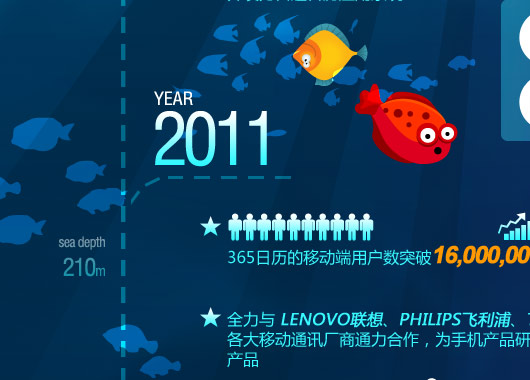 YEAR
2011
sea depth
210m
365日历的移动端用户数突破16,000,00
全力与 LENOVO联想、PHILIPS飞利浦、
各大移动通讯厂商通力合作，为手机产品研
产品